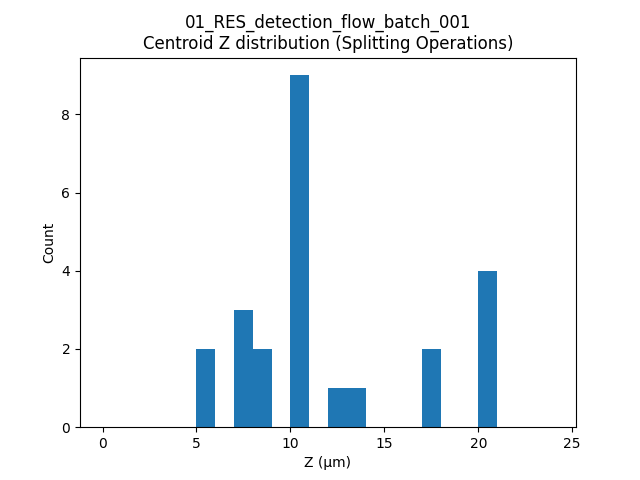 01_RES_detection_flow_batch_001
Centroid Z distribution (Splitting Operations)
8
6
4
2
0
Count
0 5 10 15 20 25
Z (µm)